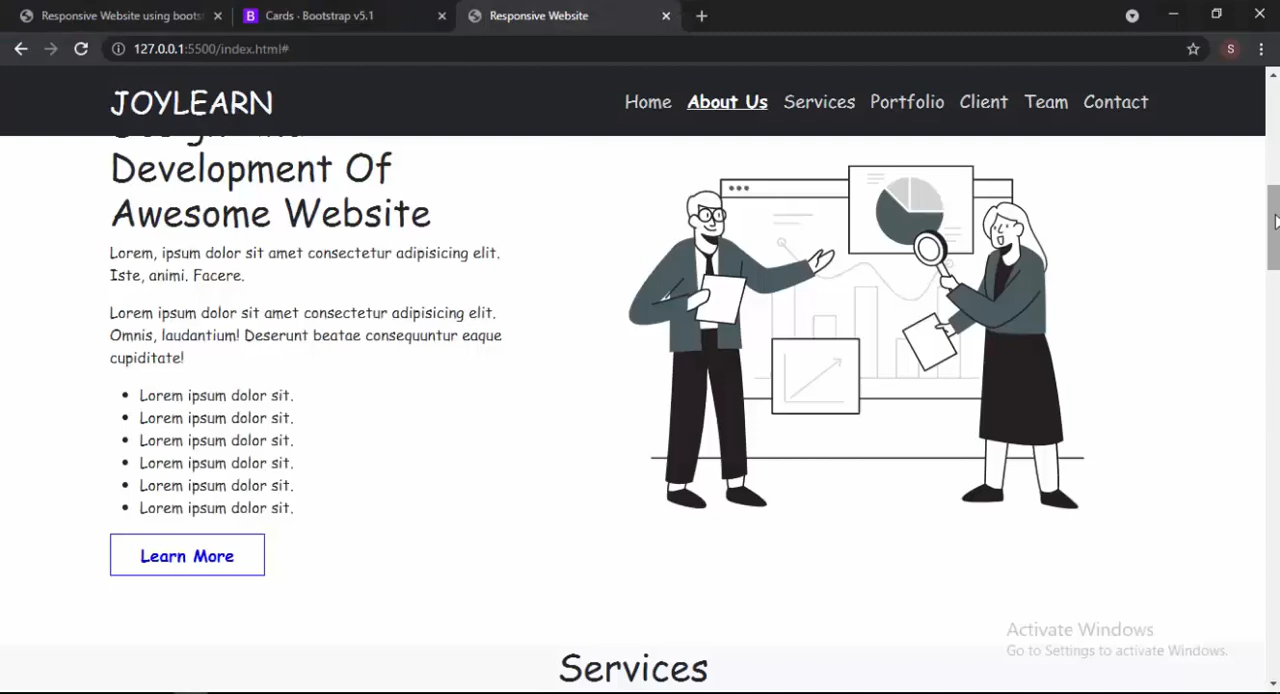 Responsive Website using boots
Cards · Bootstrap v5.1
Responsive Website
127.0.0.1:5500/index.html#
S
JOYLEARN
Home About Us Services Portfolio Client Team Contact
Development Of
Awesome Website
Lorem, ipsum dolor sit amet consectetur adipisicing elit.
Iste, animi. Facere.
Lorem ipsum dolor sit amet consectetur adipisicing elit.
Omnis, laudantium! Deserunt beatae consequuntur eaque
cupiditate!
Lorem ipsum dolor sit.
Lorem ipsum dolor sit.
Lorem ipsum dolor sit.
Lorem ipsum dolor sit.
Lorem ipsum dolor sit.
Lorem ipsum dolor sit.
Learn More
Services
Activate Windows
Go to Settings to activate Windows.